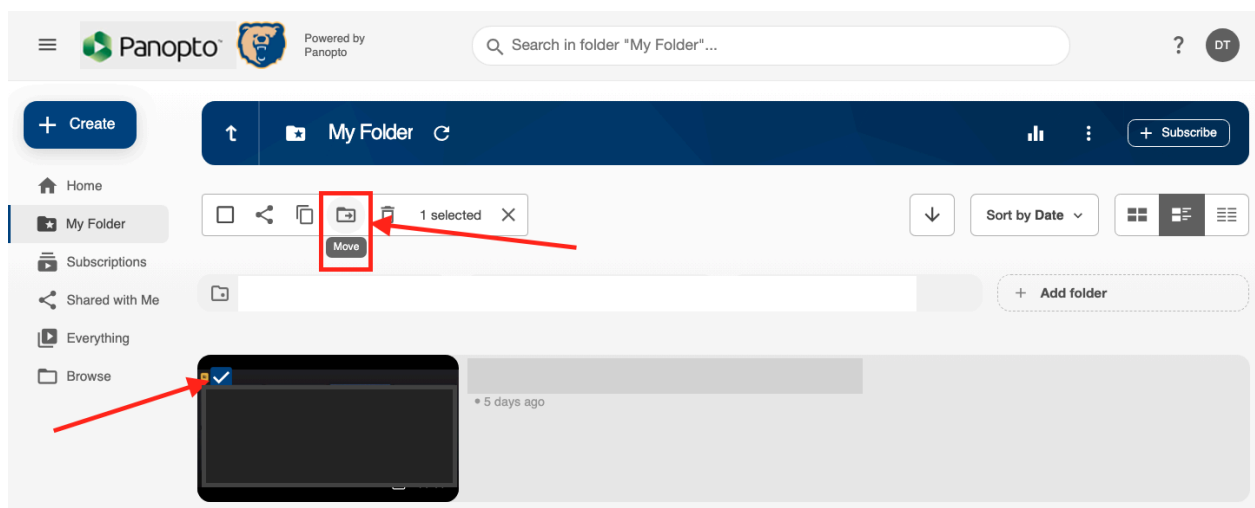 Panopto
Powered by
Panopto
Search in folder "My Folder"...
?
DT
+ Create
My Folder
+ Subscribe
Home
My Folder
Subscriptions
Shared with Me
Everything
Browse
1 selected
Move
Sort by Date
+ Add folder
• 5 days ago